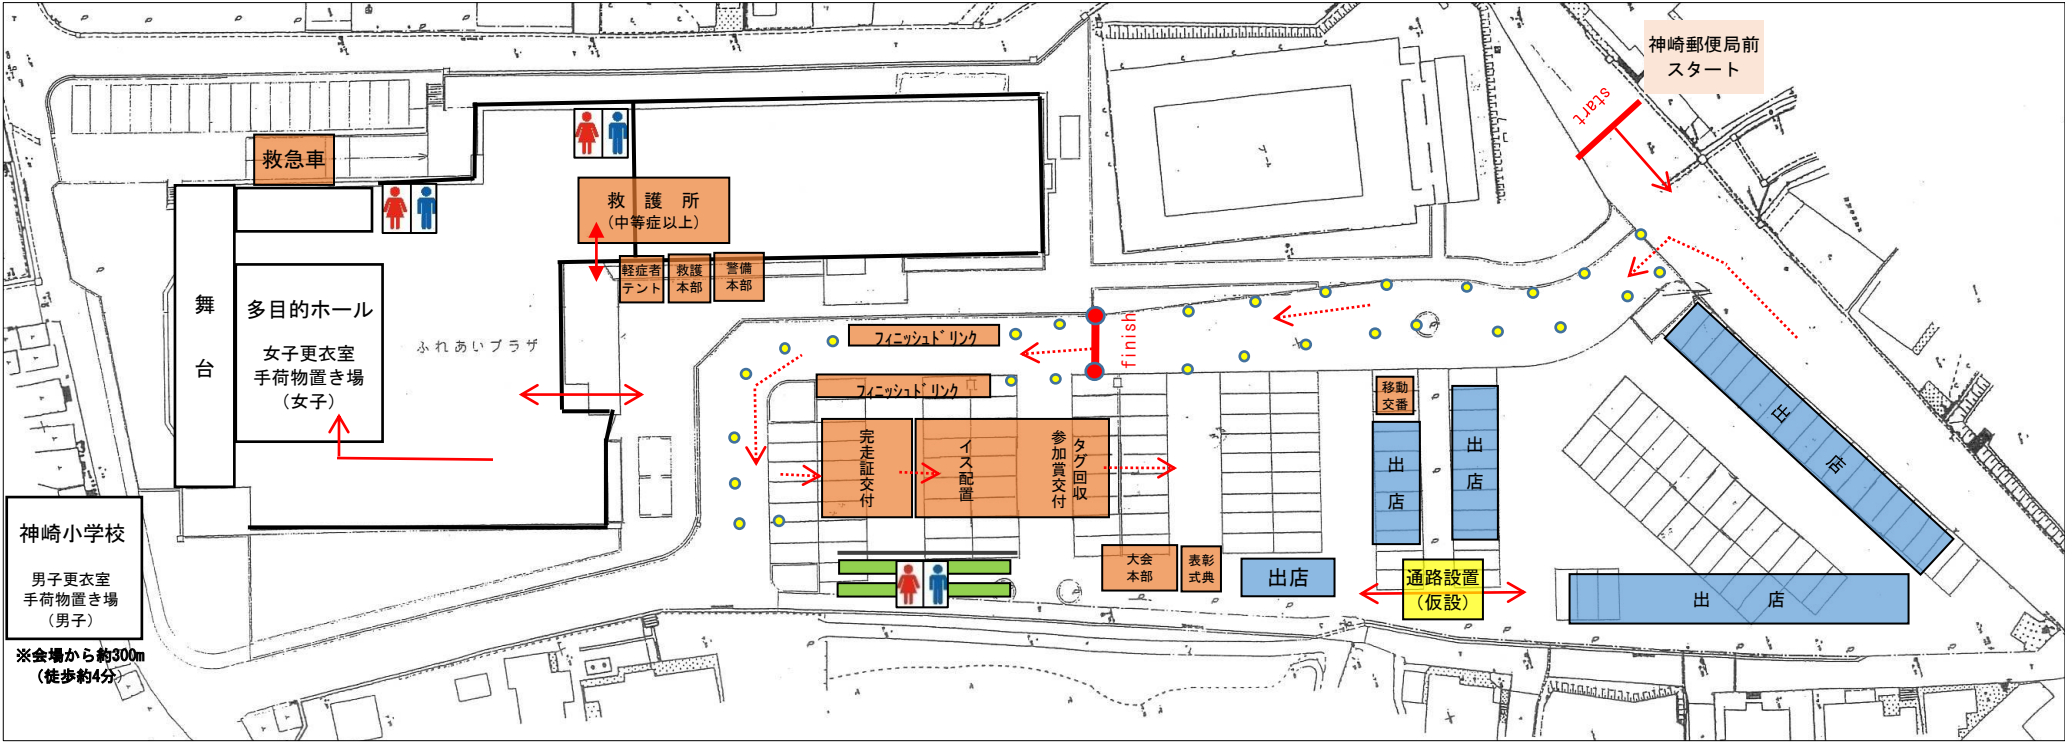 神崎郵便局前
スタート
start
救急車
救 護 所
(中等症以上)
軽症者
テント
救護
本部
警備
本部
舞
台
多目的ホール
女子更衣室
手荷物置き場
(女子)
ふれあいプラザ
フィニッシュドリンク
finish
フィニッシュドリンク
移動
交番
完走証交付
イス配置
タグ回収
参加賞交付
出
店
出
店
出
店
神崎小学校
男子更衣室
手荷物置き場
(男子)
※会場から約300m
(徒歩約4分)
大会
本部
表彰
式典
出店
通路設置
(仮設)
出 店